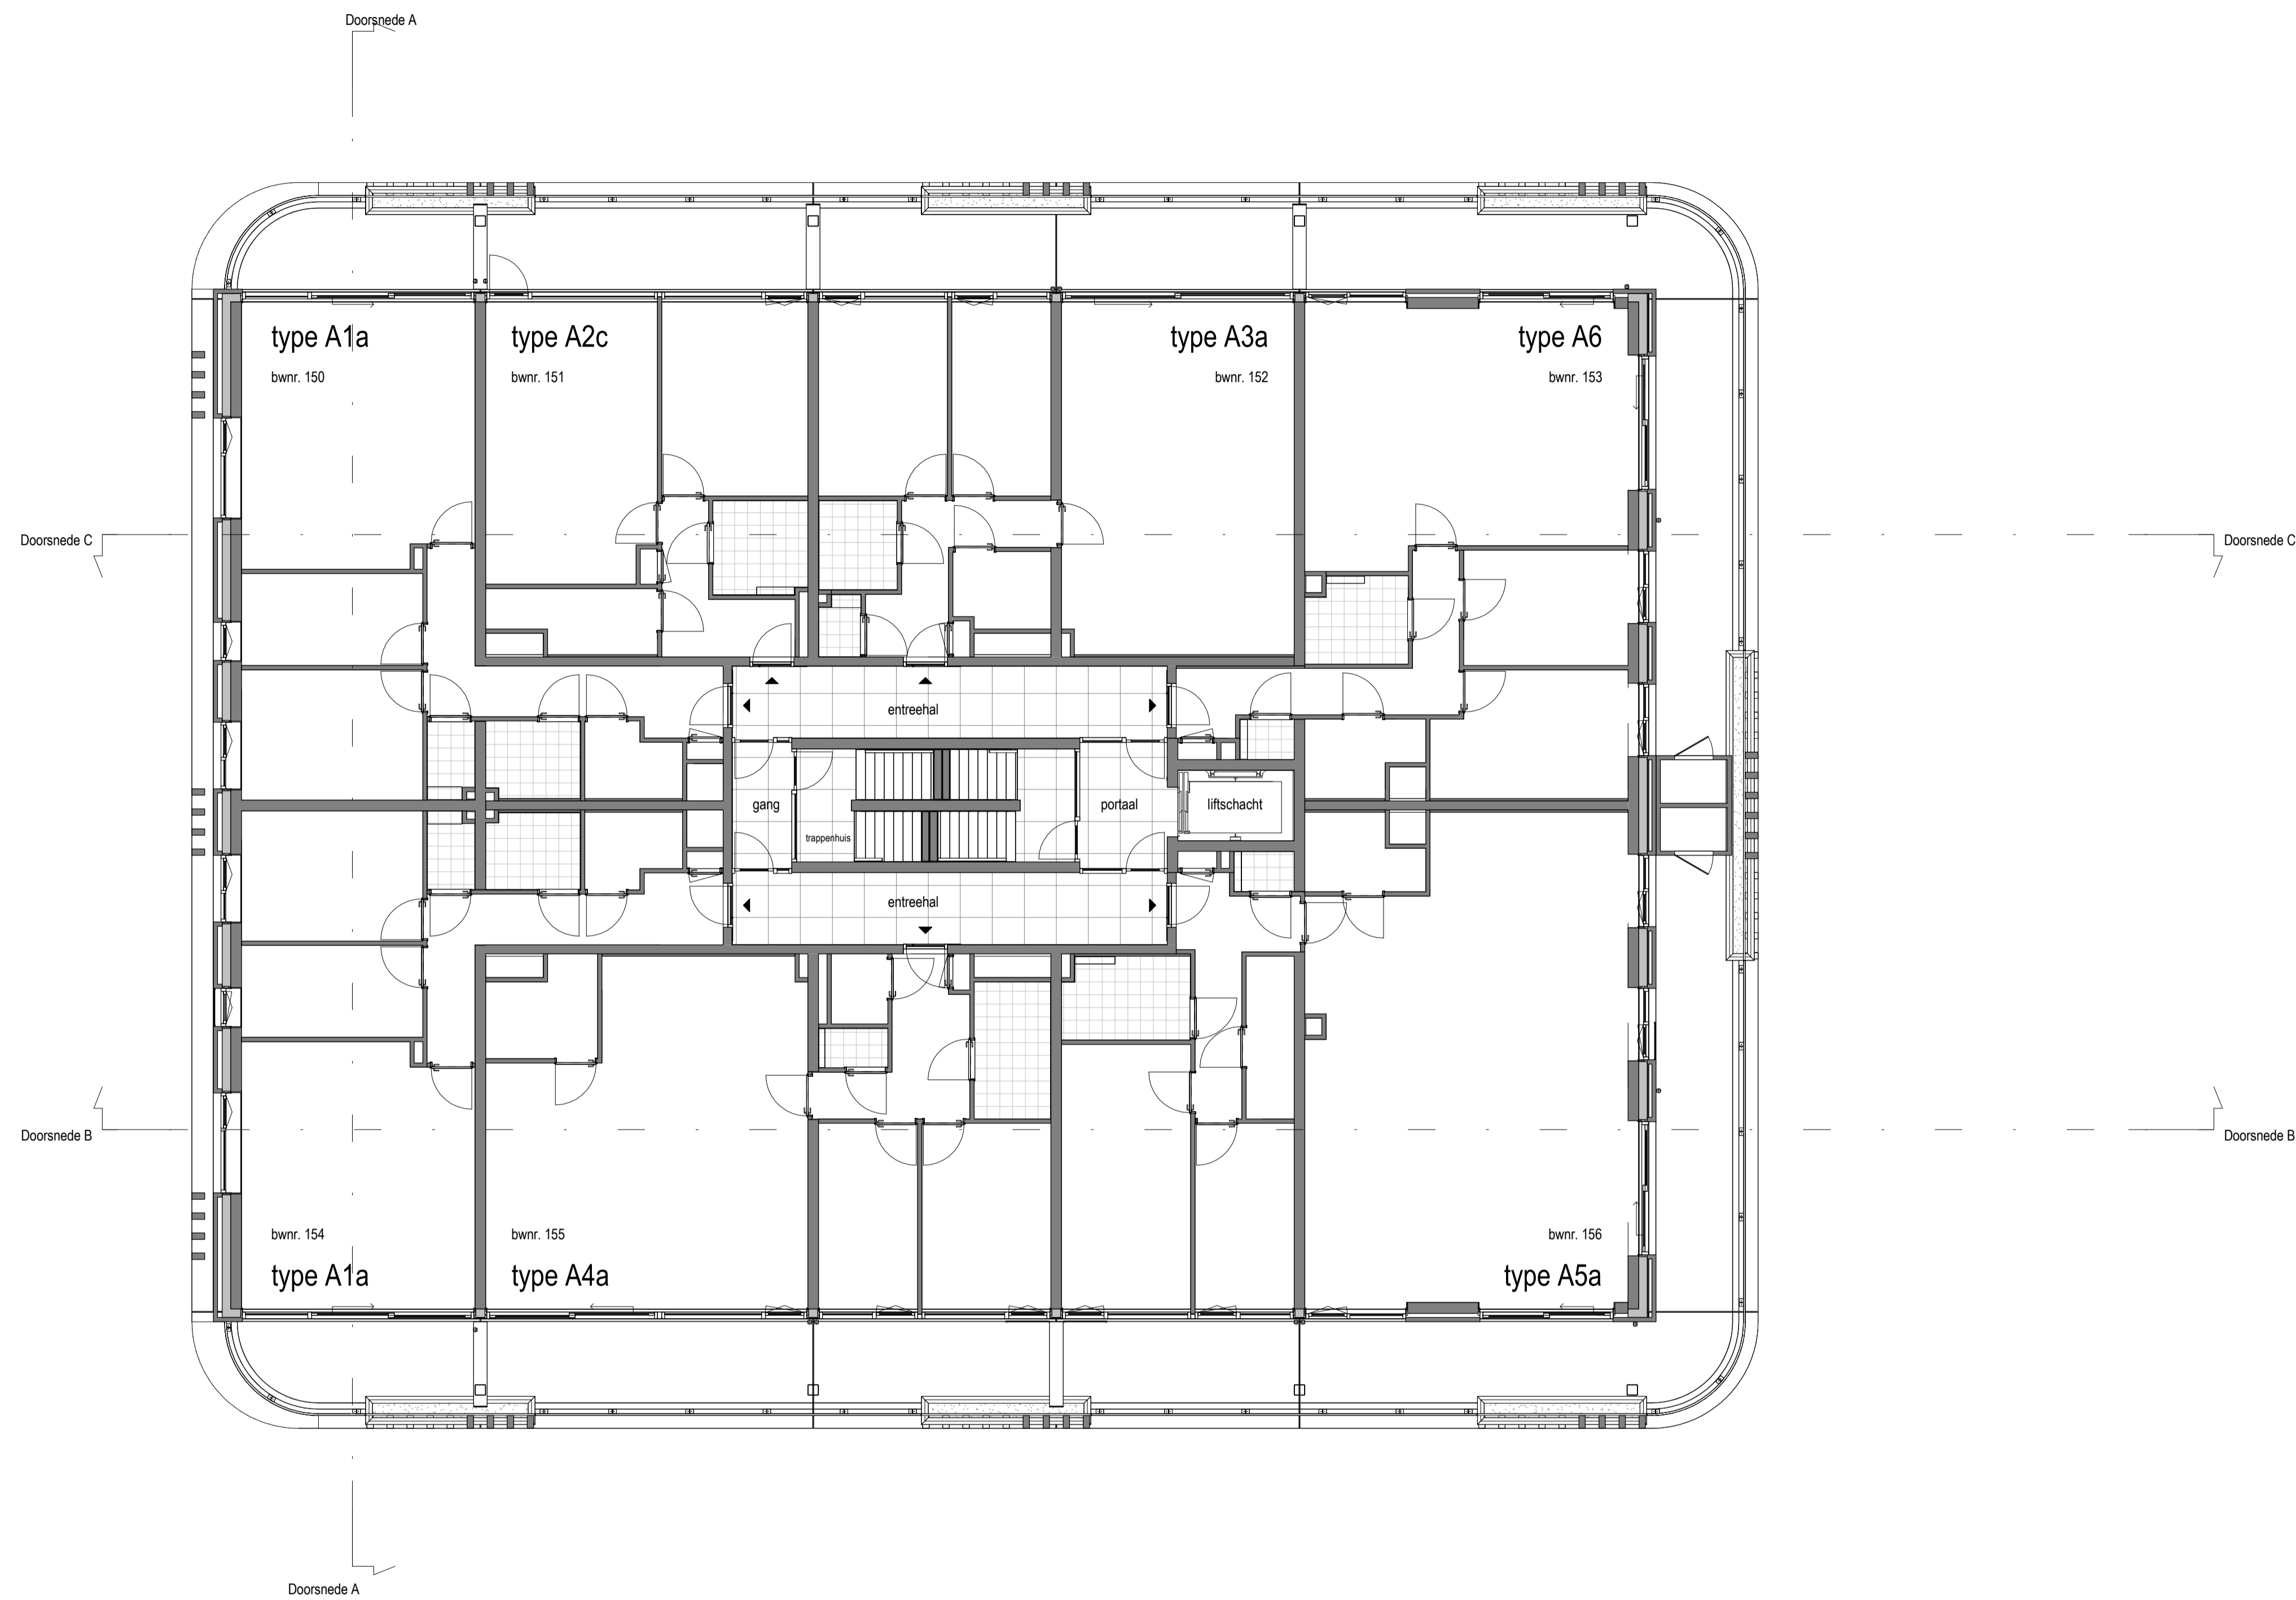 Doorsnede A
type A1a
type A2c
type A3a
type A6
bwnr. 150
bwnr. 151
bwnr. 152
bwnr. 153
Doorsnede C
Doorsnede C
entreehal
gang
portaal
liftschacht
trappenhuis
entreehal
Doorsnede B
Doorsnede B
bwnr. 154
bwnr. 155
bwnr. 156
type A1a
type A4a
type A5a
Doorsnede A